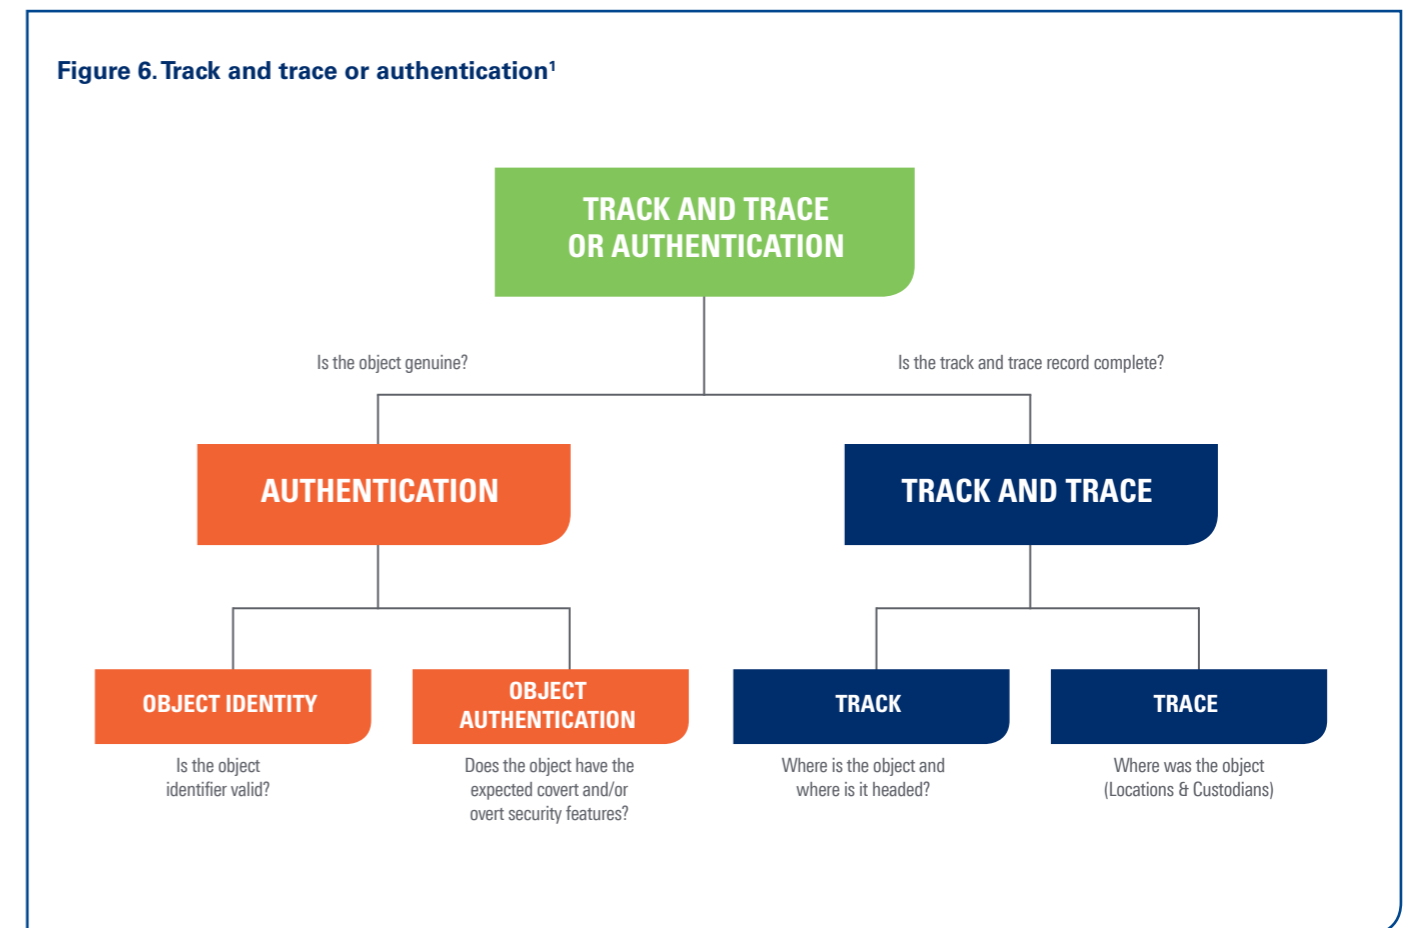 Figure 6. Track and trace or authentication¹
TRACK AND TRACE
OR AUTHENTICATION
Is the object genuine?
Is the track and trace record complete?
AUTHENTICATION
TRACK AND TRACE
OBJECT IDENTITY
Is the object
identifier valid?
OBJECT
AUTHENTICATION
Does the object have the
expected covert and/or
overt security features?
TRACK
Where is the object and
where is it headed?
TRACE
Where was the object
(Locations & Custodians)